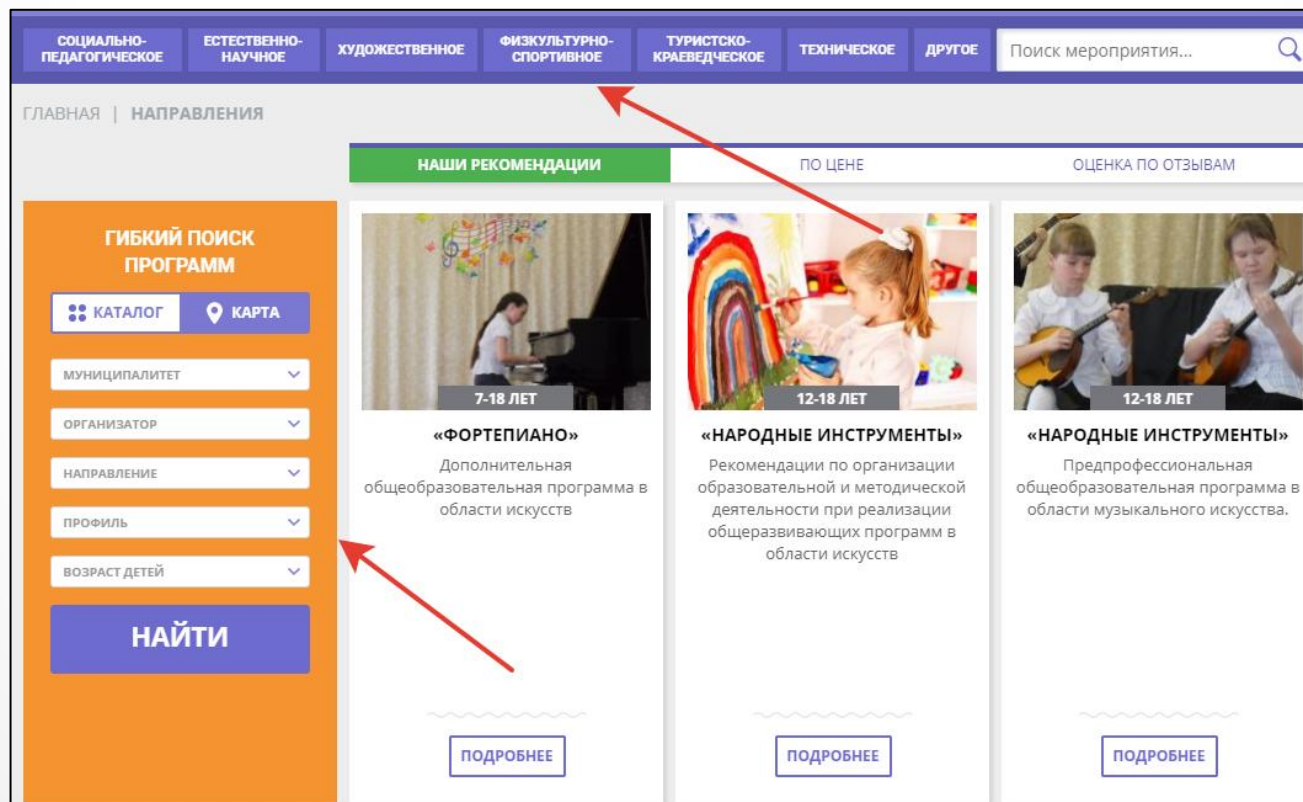 СОЦИАЛЬНО-
ПЕДАГОГИЧЕСКОЕ
ЕСТЕСТВЕННО-
НАУЧНОЕ
ХУДОЖЕСТВЕННОЕ
ФИЗКУЛЬТУРНО-
СПОРТИВНОЕ
ТУРИСТСКО-
КРАЕВЕДЧЕСКОЕ
ТЕХНИЧЕСКОЕ
ДРУГОЕ
Поиск мероприятия...
ГЛАВНАЯ | НАПРАВЛЕНИЯ
НАШИ РЕКОМЕНДАЦИИ
ПО ЦЕНЕ
ОЦЕНКА ПО ОТЗЫВАМ
ГИБКИЙ ПОИСК
ПРОГРАММ
КАТАЛОГ
КАРТА
МУНИЦИПАЛИТЕТ
ОРГАНИЗАТОР
НАПРАВЛЕНИЕ
ПРОФИЛЬ
ВОЗРАСТ ДЕТЕЙ
НАЙТИ
7-18 ЛЕТ
«ФОРТЕПИАНО»
Дополнительная
общеобразовательная программа в
области искусств
ПОДРОБНЕЕ
12-18 ЛЕТ
«НАРОДНЫЕ ИНСТРУМЕНТЫ»
Рекомендации по организации
образовательной и методической
деятельности при реализации
общеразвивающих программ в
области искусств
ПОДРОБНЕЕ
12-18 ЛЕТ
«НАРОДНЫЕ ИНСТРУМЕНТЫ»
Предпрофессиональная
общеобразовательная программа в
области музыкального искусства.
ПОДРОБНЕЕ